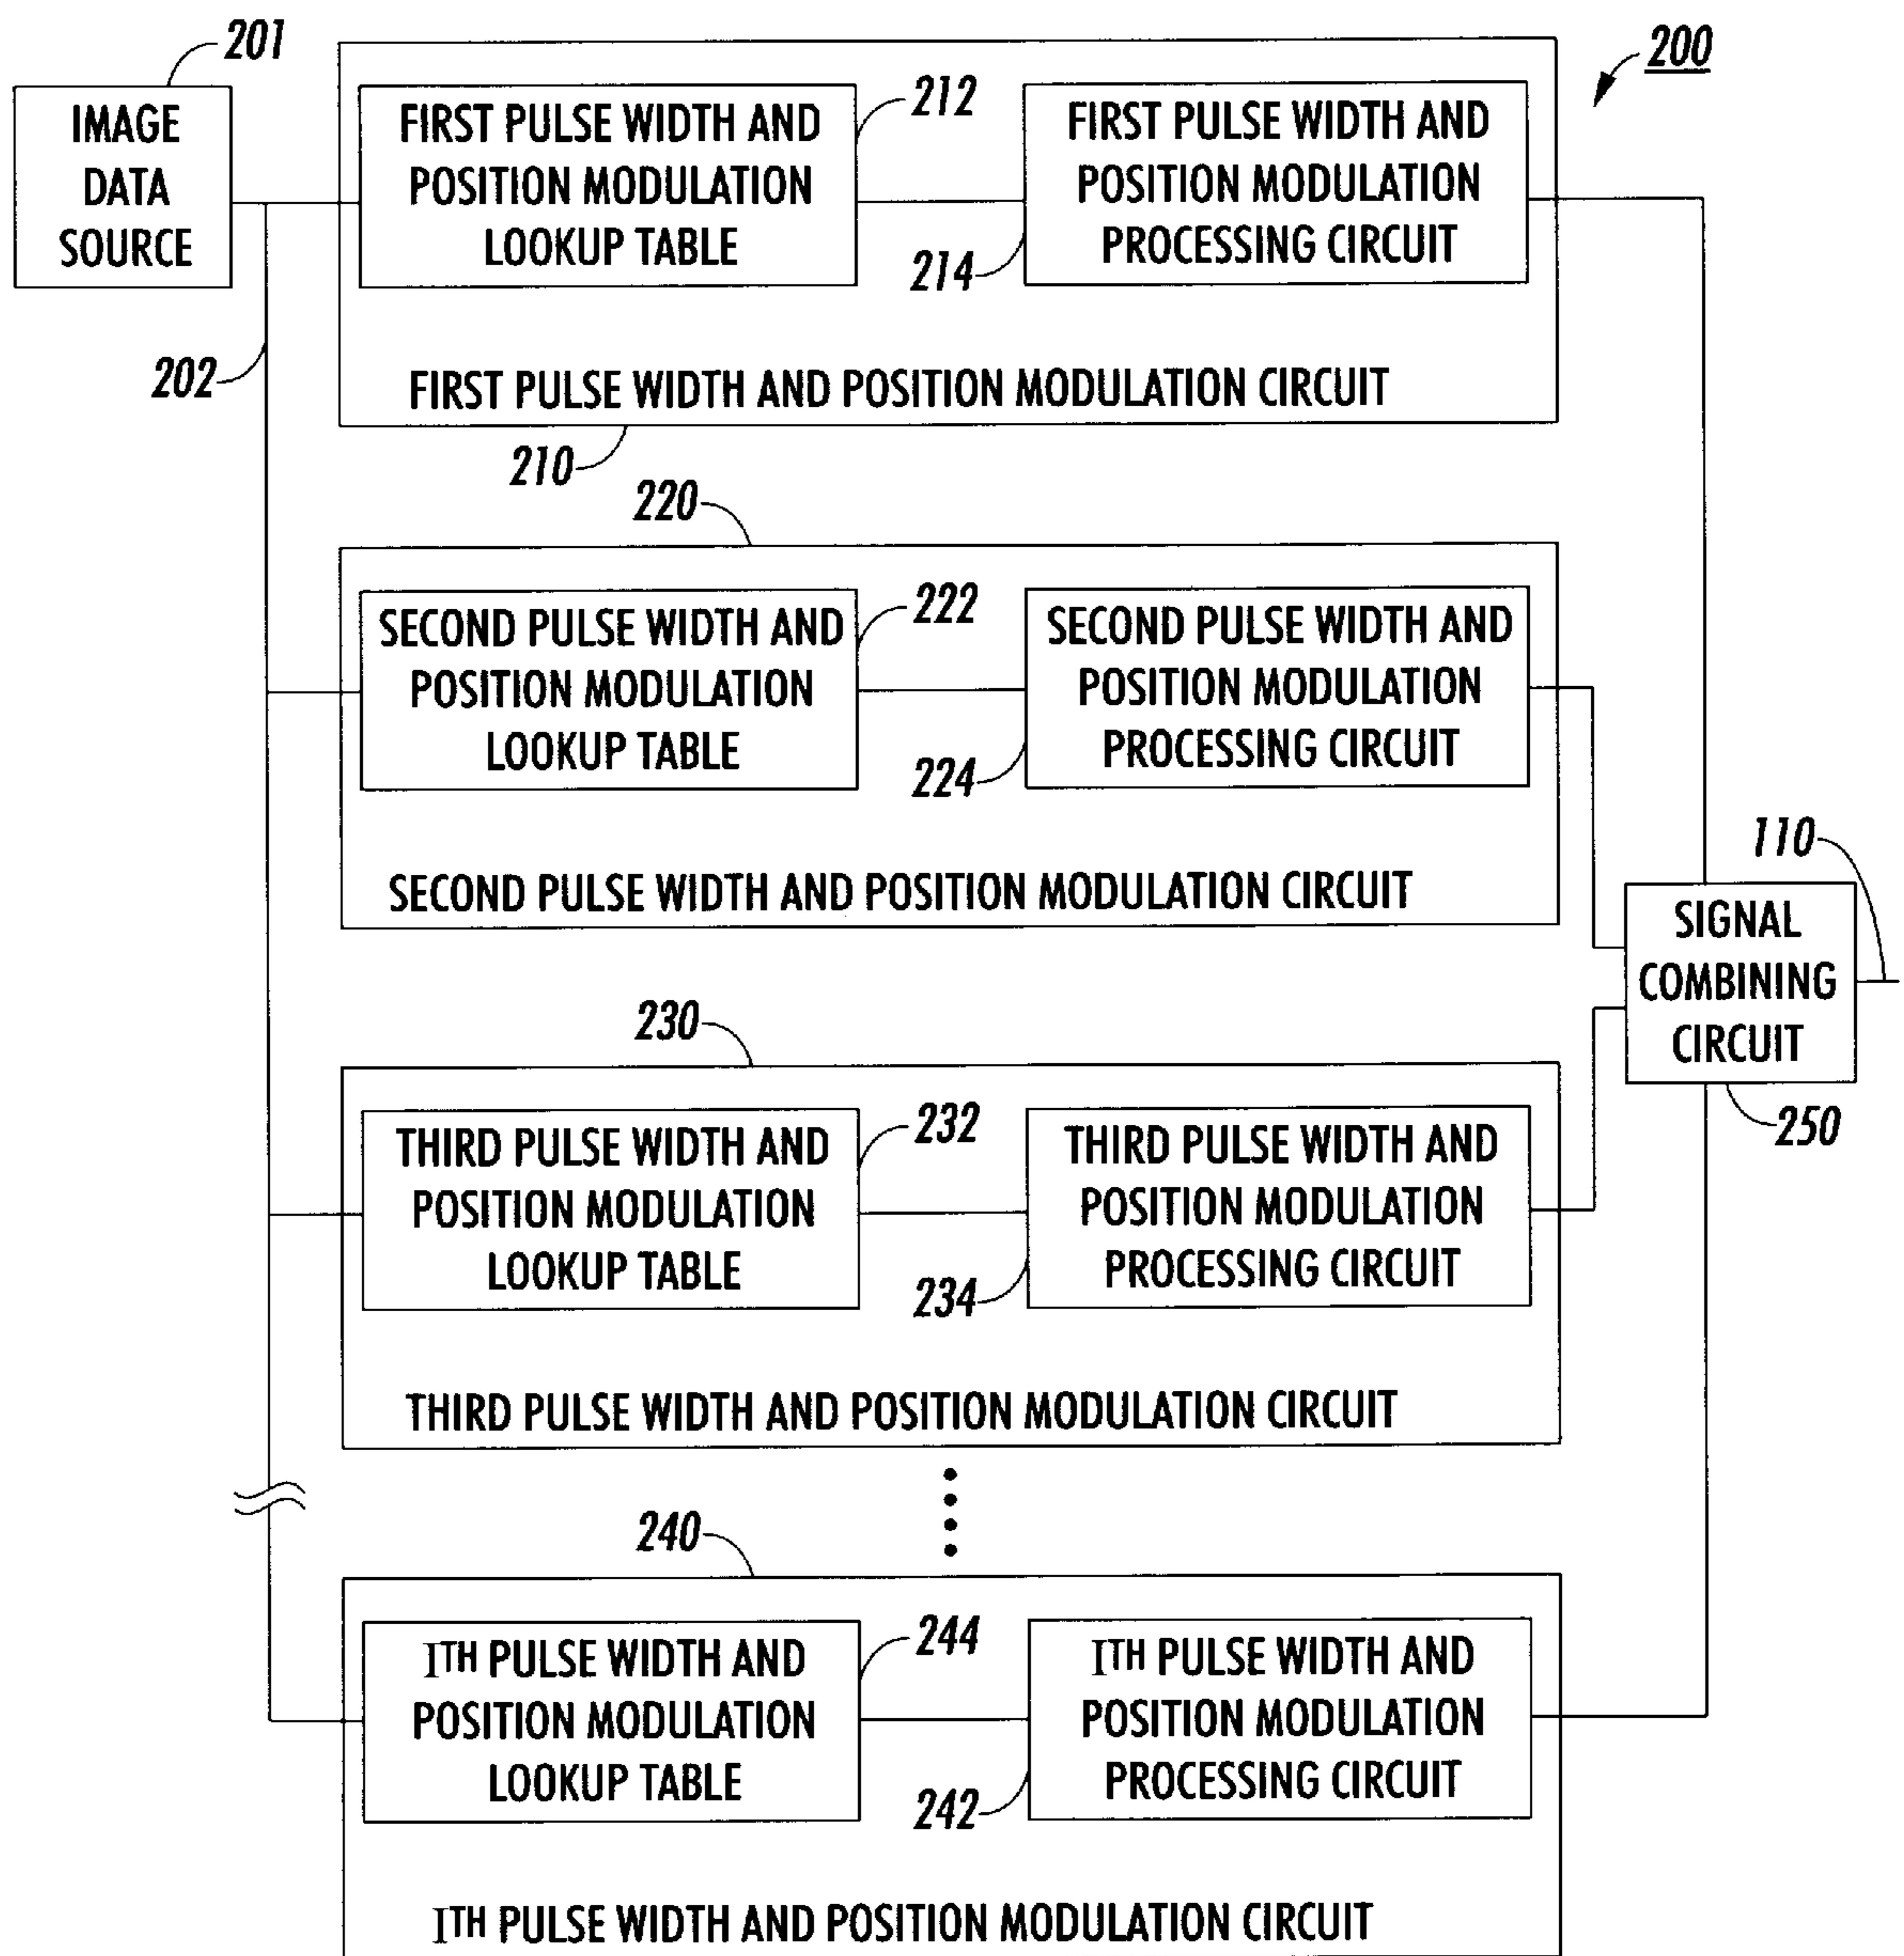 201
200
IMAGE
DATA
SOURCE
FIRST PULSE WIDTH AND
POSITION MODULATION
LOOKUP TABLE
212
214
FIRST PULSE WIDTH AND
POSITION MODULATION
PROCESSING CIRCUIT
202
FIRST PULSE WIDTH AND POSITION MODULATION CIRCUIT
210
220
SECOND PULSE WIDTH AND
POSITION MODULATION
LOOKUP TABLE
222
224
SECOND PULSE WIDTH AND
POSITION MODULATION
PROCESSING CIRCUIT
SECOND PULSE WIDTH AND POSITION MODULATION CIRCUIT
110
SIGNAL
COMBINING
CIRCUIT
250
230
THIRD PULSE WIDTH AND
POSITION MODULATION
LOOKUP TABLE
232
234
THIRD PULSE WIDTH AND
POSITION MODULATION
PROCESSING CIRCUIT
THIRD PULSE WIDTH AND POSITION MODULATION CIRCUIT
240
ITH PULSE WIDTH AND
POSITION MODULATION
LOOKUP TABLE
244
242
ITH PULSE WIDTH AND
POSITION MODULATION
PROCESSING CIRCUIT
ITH PULSE WIDTH AND POSITION MODULATION CIRCUIT